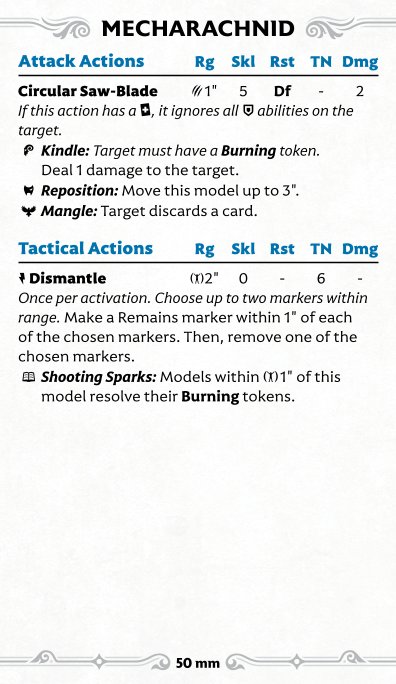 MECHARACHNID
Attack Actions Rg Skl Rst TN Dmg
Circular Saw-Blade 1" 5 Df - 2
If this action has a , it ignores all abilities on the
target.
Kindle: Target must have a Burning token.
Deal 1 damage to the target.
Reposition: Move this model up to 3".
Mangle: Target discards a card.
Tactical Actions Rg Skl Rst TN Dmg
Dismantle 2" 0 - 6 -
Once per activation. Choose up to two markers within
range. Make a Remains marker within 1" of each
of the chosen markers. Then, remove one of the
chosen markers.
Shooting Sparks: Models within 1" of this
model resolve their Burning tokens.
50 mm